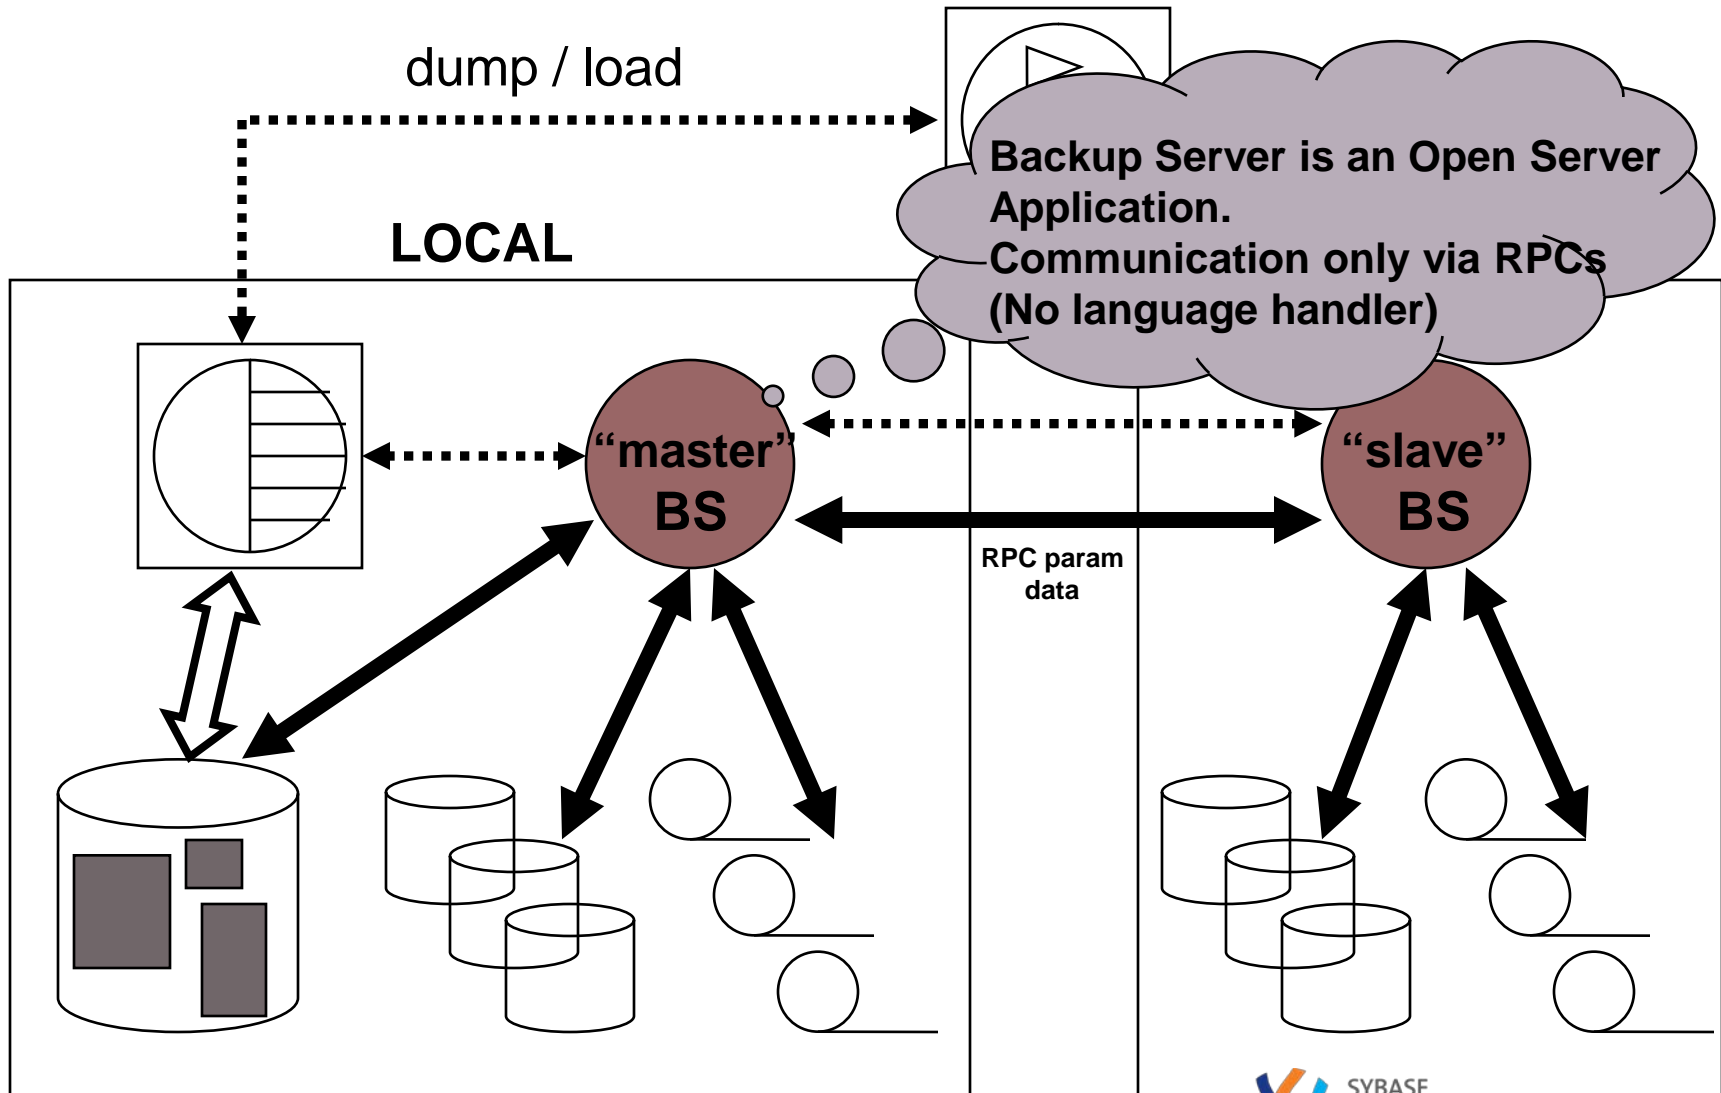 dump / load
Backup Server is an Open Server
Application.
Communication only via RPCs
(No language handler)
LOCAL
“master”
BS
“slave”
BS
RPC param
data
SYBASE